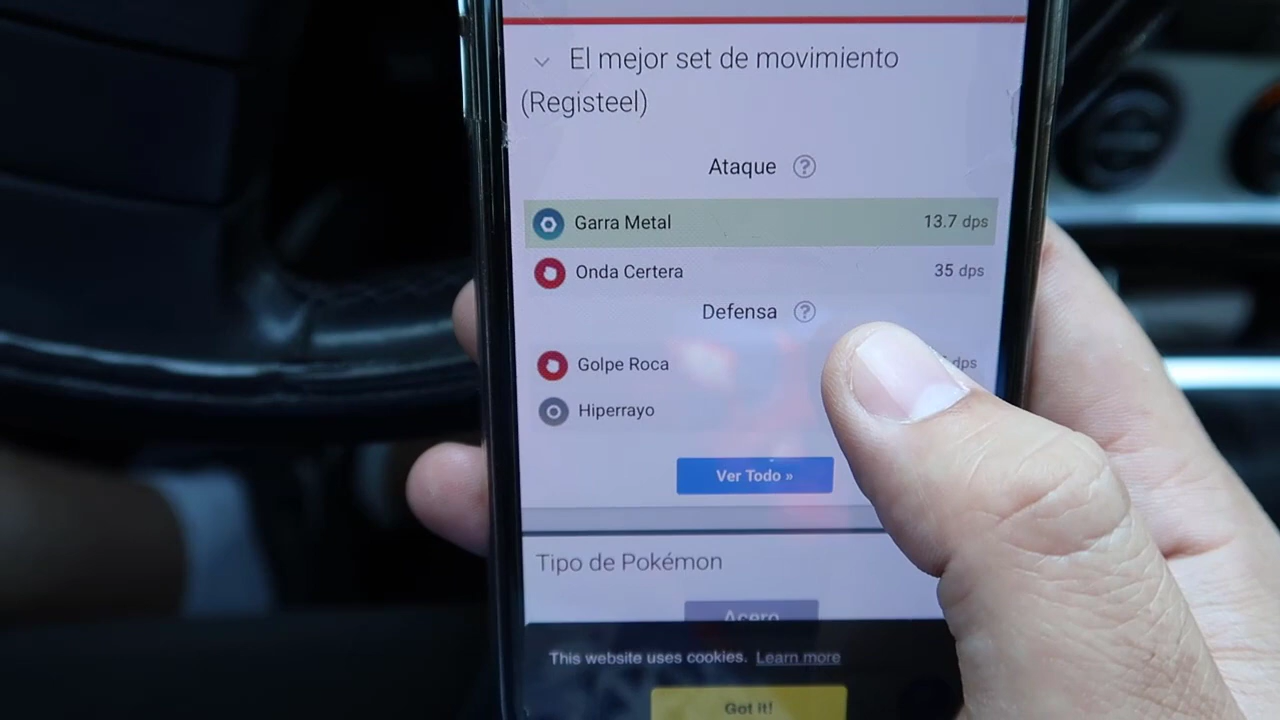 El mejor set de movimiento
(Registeel)
Ataque ?
Garra Metal 13.7 dps
Onda Certera 35 dps
Defensa ?
Golpe Roca dps
Hiperrayo
Ver Todo »
Tipo de Pokémon
Acero
This website uses cookies. Learn more
Got it!